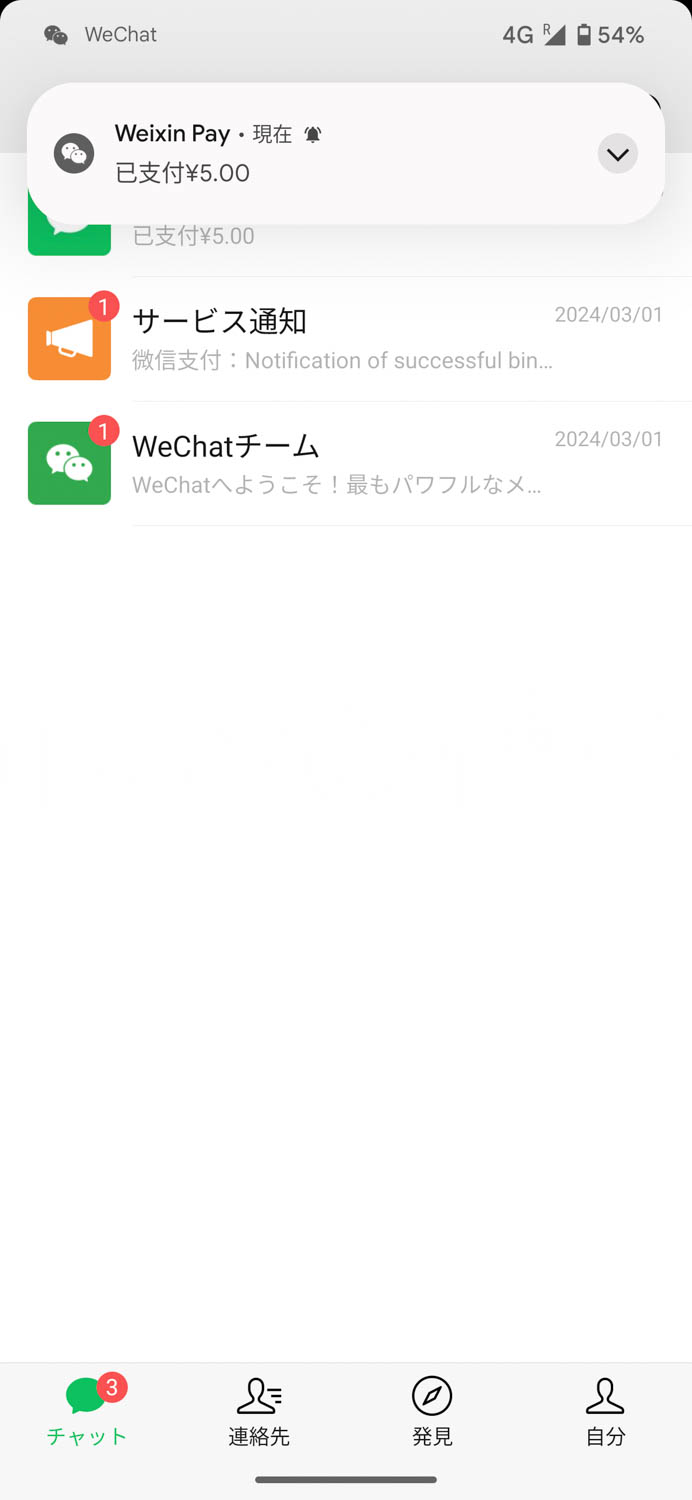 WeChat
4G R 54%
Weixin Pay • 現在
已支付¥5.00
已支付¥5.00
1
サービス通知
2024/03/01
微信支付：Notification of successful bin...
1
WeChatチーム
2024/03/01
WeChatへようこそ！最もパワフルなメ...
3
チャット
連絡先
発見
自分